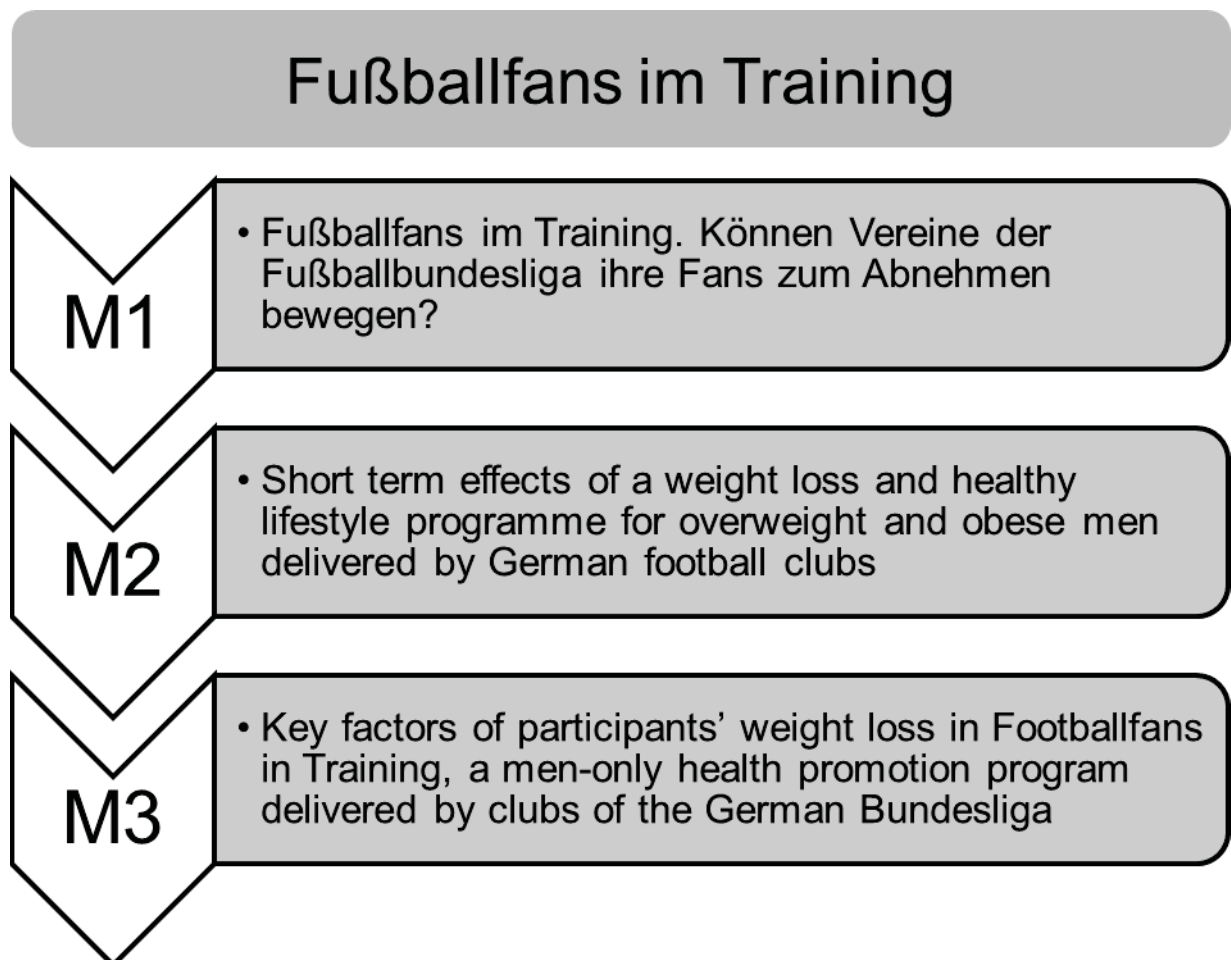 Fußballfans im Training
M1
• Fußballfans im Training. Können Vereine der
Fußballbundesliga ihre Fans zum Abnehmen
bewegen?
M2
• Short term effects of a weight loss and healthy
lifestyle programme for overweight and obese men
delivered by German football clubs
M3
• Key factors of participants’ weight loss in Footballfans
in Training, a men-only health promotion program
delivered by clubs of the German Bundesliga